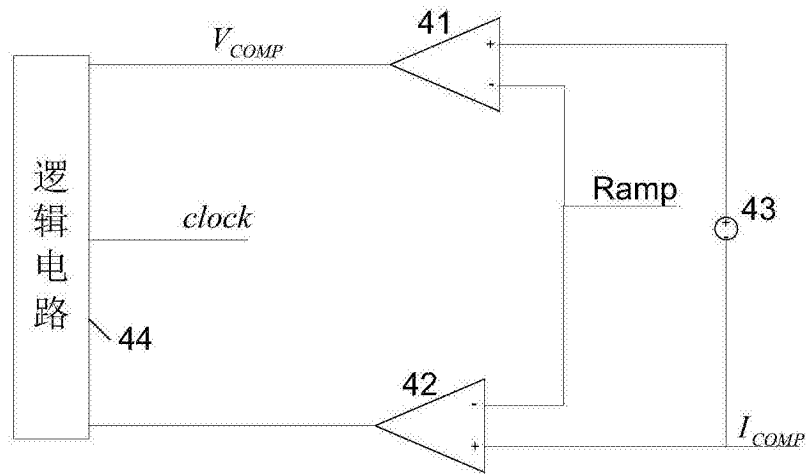 41
V_COMP
+
-
逻辑电路
clock
Ramp
43
+
-
44
42
-
+
I_COMP